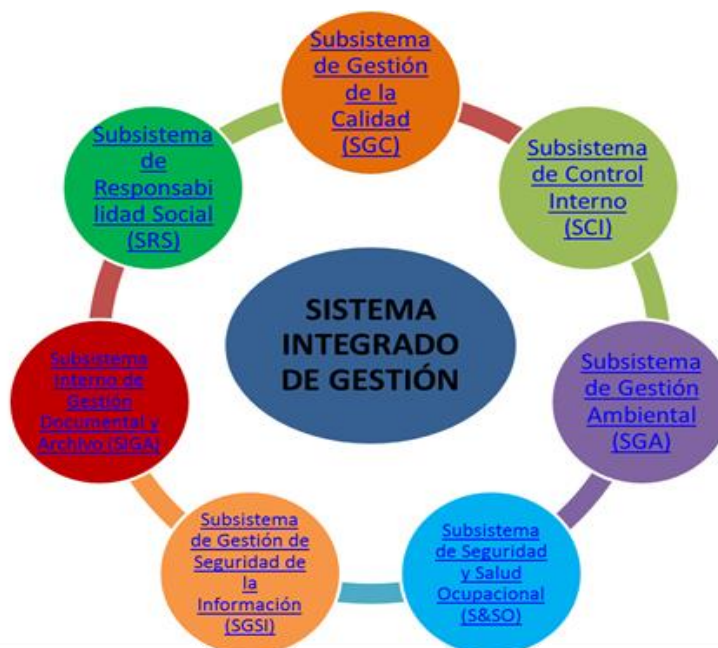 Subsistema
de Gestión
de la
Calidad
(SGC)
Subsistema
de Control
Interno
(SCI)
Subsistema
de Gestión
Ambiental
(SGA)
Subsistema
de Seguridad
y Salud
Ocupacional
(S&SO)
Subsistema
de Gestión de
Seguridad de
la
Información
(SGSI)
Subsistema
Interno de
Gestión
Documental y
Archivo (SIGA)
Subsistema
de
Responsabi
lidad Social
(SRS)
SISTEMA
INTEGRADO
DE GESTIÓN